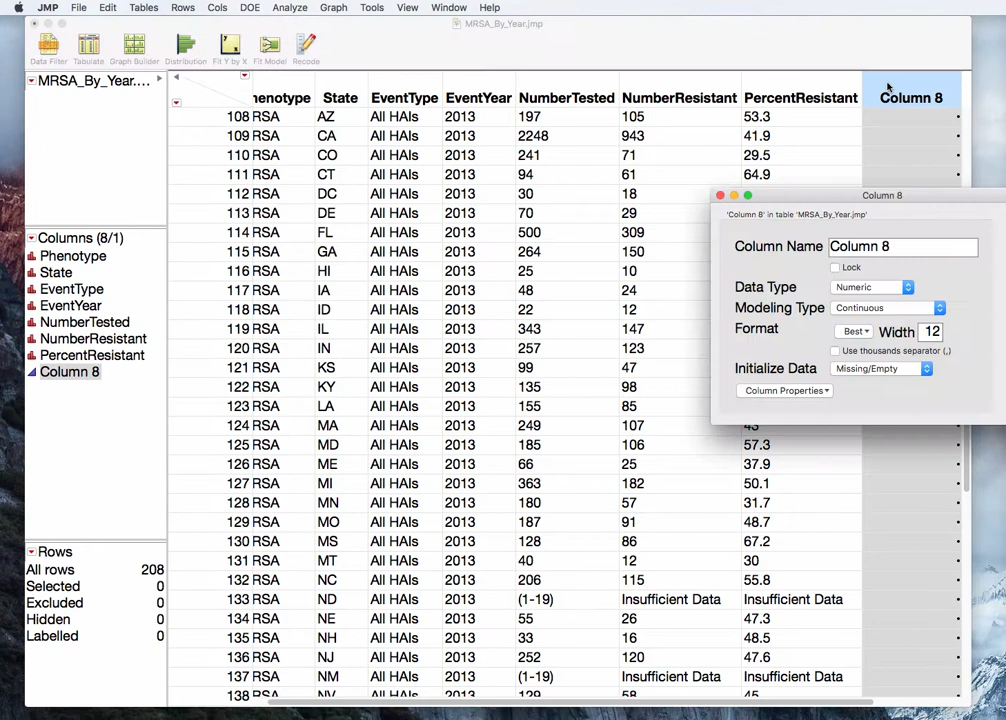 JMP File Edit Tables Rows Cols DOE Analyze Graph Tools View Window Help
MRSA_By_Year.jmp
Data Filter Tabulate Graph Builder Distribution Fit Y by X Fit Model Recode
MRSA_By_Year....
henotype State EventType EventYear NumberTested NumberResistant PercentResistant Column 8
108 RSA AZ All HAIs 2013 197 105 53.3 •
109 RSA CA All HAIs 2013 2248 943 41.9 •
110 RSA CO All HAIs 2013 241 71 29.5 •
111 RSA CT All HAIs 2013 94 61 64.9 •
112 RSA DC All HAIs 2013 30 18
113 RSA DE All HAIs 2013 70 29
114 RSA FL All HAIs 2013 500 309
115 RSA GA All HAIs 2013 264 150
116 RSA HI All HAIs 2013 25 10
117 RSA IA All HAIs 2013 48 24
118 RSA ID All HAIs 2013 22 12
119 RSA IL All HAIs 2013 343 147
120 RSA IN All HAIs 2013 257 123
121 RSA KS All HAIs 2013 99 47
122 RSA KY All HAIs 2013 135 98
123 RSA LA All HAIs 2013 155 85
124 RSA MA All HAIs 2013 249 107 43 •
125 RSA MD All HAIs 2013 185 106 57.3 •
126 RSA ME All HAIs 2013 66 25 37.9 •
127 RSA MI All HAIs 2013 363 182 50.1 •
128 RSA MN All HAIs 2013 180 57 31.7 •
129 RSA MO All HAIs 2013 187 91 48.7 •
130 RSA MS All HAIs 2013 128 86 67.2 •
131 RSA MT All HAIs 2013 40 12 30 •
132 RSA NC All HAIs 2013 206 115 55.8 •
133 RSA ND All HAIs 2013 (1-19) Insufficient Data Insufficient Data •
134 RSA NE All HAIs 2013 55 26 47.3 •
135 RSA NH All HAIs 2013 33 16 48.5 •
136 RSA NJ All HAIs 2013 252 120 47.6 •
137 RSA NM All HAIs 2013 (1-19) Insufficient Data Insufficient Data •
138 RSA NV All HAIs 2013 129 58 45 •
Columns (8/1)
Phenotype
State
EventType
EventYear
NumberTested
NumberResistant
PercentResistant
Column 8
Rows
All rows 208
Selected 0
Excluded 0
Hidden 0
Labelled 0
Column 8
'Column 8' in table 'MRSA_By_Year.jmp'
Column Name Column 8
Lock
Data Type Numeric
Modeling Type Continuous
Format Best Width 12
Use thousands separator (,)
Initialize Data Missing/Empty
Column Properties